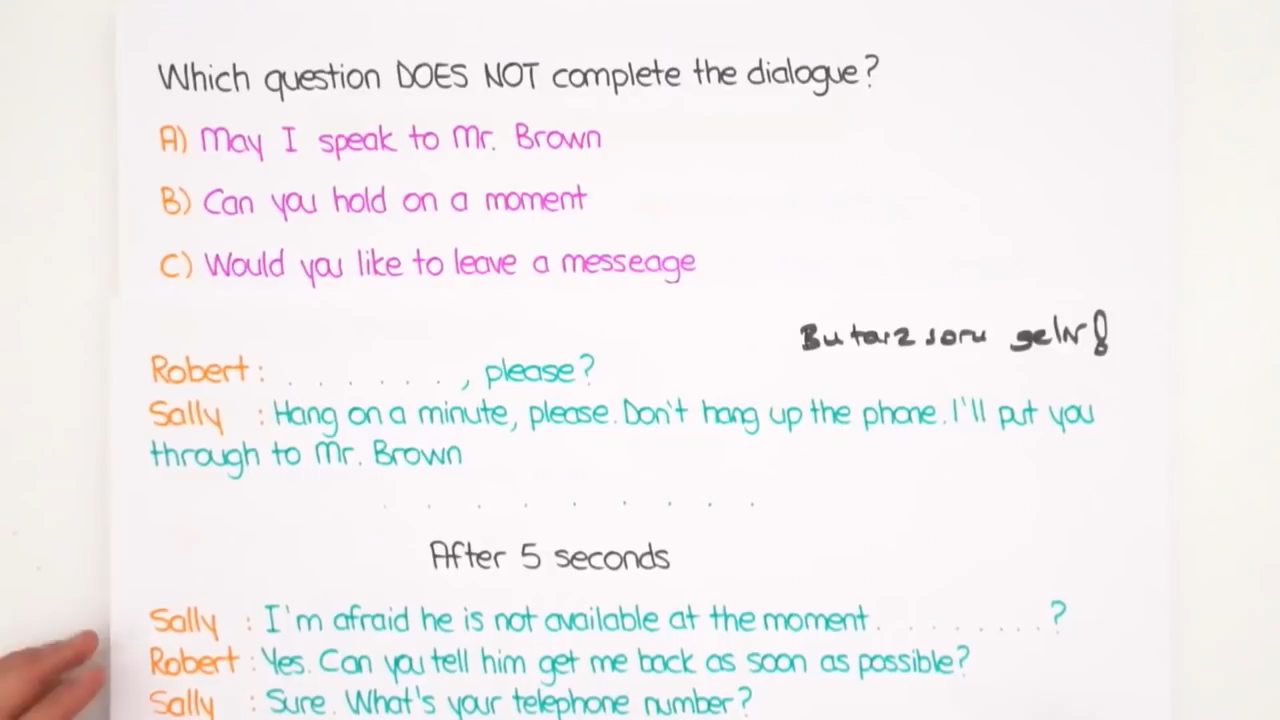 Which question DOES NOT complete the dialogue?
A) May I speak to Mr. Brown
B) Can you hold on a moment
C) Would you like to leave a messeage
Bu tarz soru gelir!
Robert : . . . . . . , please?
Sally : Hang on a minute, please. Don't hang up the phone. I'll put you
through to Mr. Brown
. . . . . . . .
After 5 seconds
Sally : I'm afraid he is not available at the moment. . . . . . . . ?
Robert : Yes. Can you tell him get me back as soon as possible?
Sally : Sure. What's your telephone number?